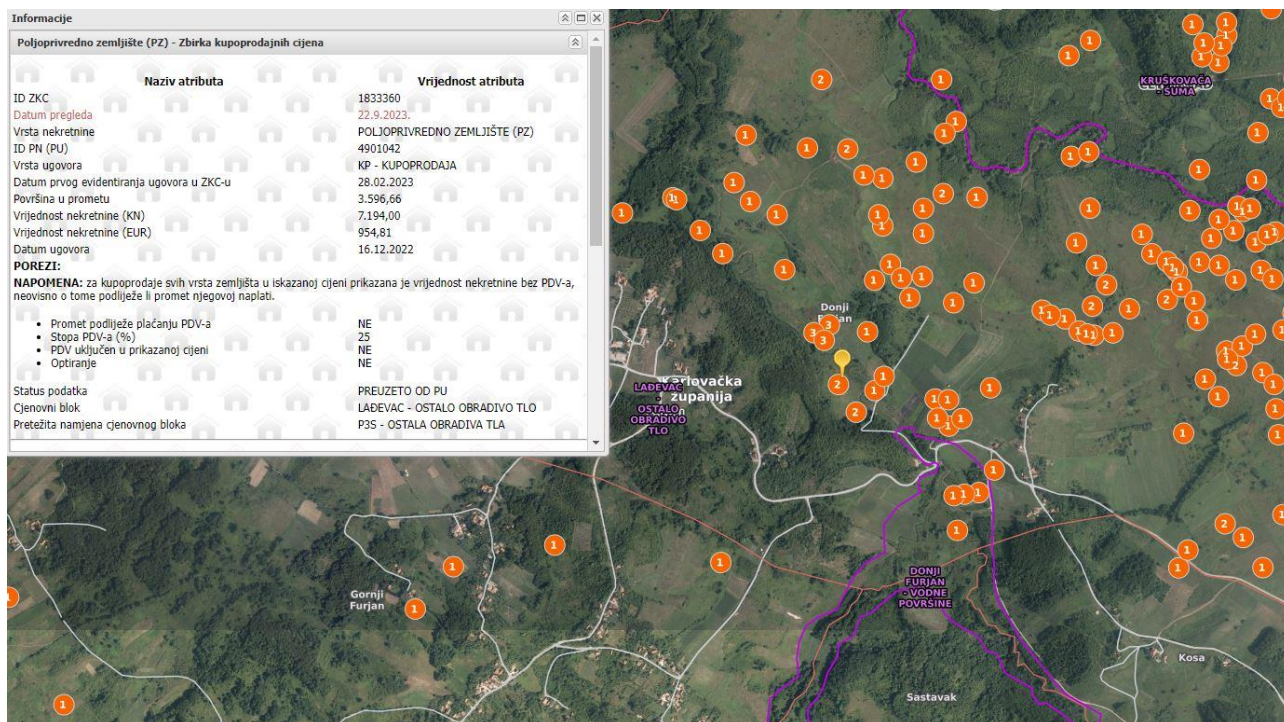 Informacije
Poljoprivredno zemljište (PZ) - Zbirka kupoprodajnih cijena
Naziv atributa Vrijednost atributa
ID ZKC 1833360
Datum pregleda 22.9.2023.
Vrsta nekretnine POLJOPRIVREDNO ZEMLJIŠTE (PZ)
ID PN (PU) 4901042
Vrsta ugovora KP - KUPOPRODAJA
Datum prvog evidentiranja ugovora u ZKC-u 28.02.2023
Površina u prometu 3.596,66
Vrijednost nekretnine (KN) 7.194,00
Vrijednost nekretnine (EUR) 954,81
Datum ugovora 16.12.2022
POREZI:
NAPOMENA: za kupoprodaje svih vrsta zemljišta u iskazanoj cijeni prikazana je vrijednost nekretnine bez PDV-a,
neovisno o tome podliježe li promet njegovoj naplati.
• Promet podliježe plaćanju PDV-a NE
• Stopa PDV-a (%) 25
• PDV uključen u prikazanoj cijeni NE
• Optiranje NE
Status podatka PREUZETO OD PU
Cjenovni blok LAĐEVAC - OSTALO OBRADIVO TLO
Pretežita namjena cjenovnog bloka P3S - OSTALA OBRADIVA TLA
KRUŠKOVAČA
- ŠUMA
Donji
Karlovačka
županija
LAĐEVAC
-
OSTALO
OBRADIVO
TLO
DONJI
FURJAN
- VODNE
POVRŠINE
Gornji
Furjan
Kosa
Sastavak